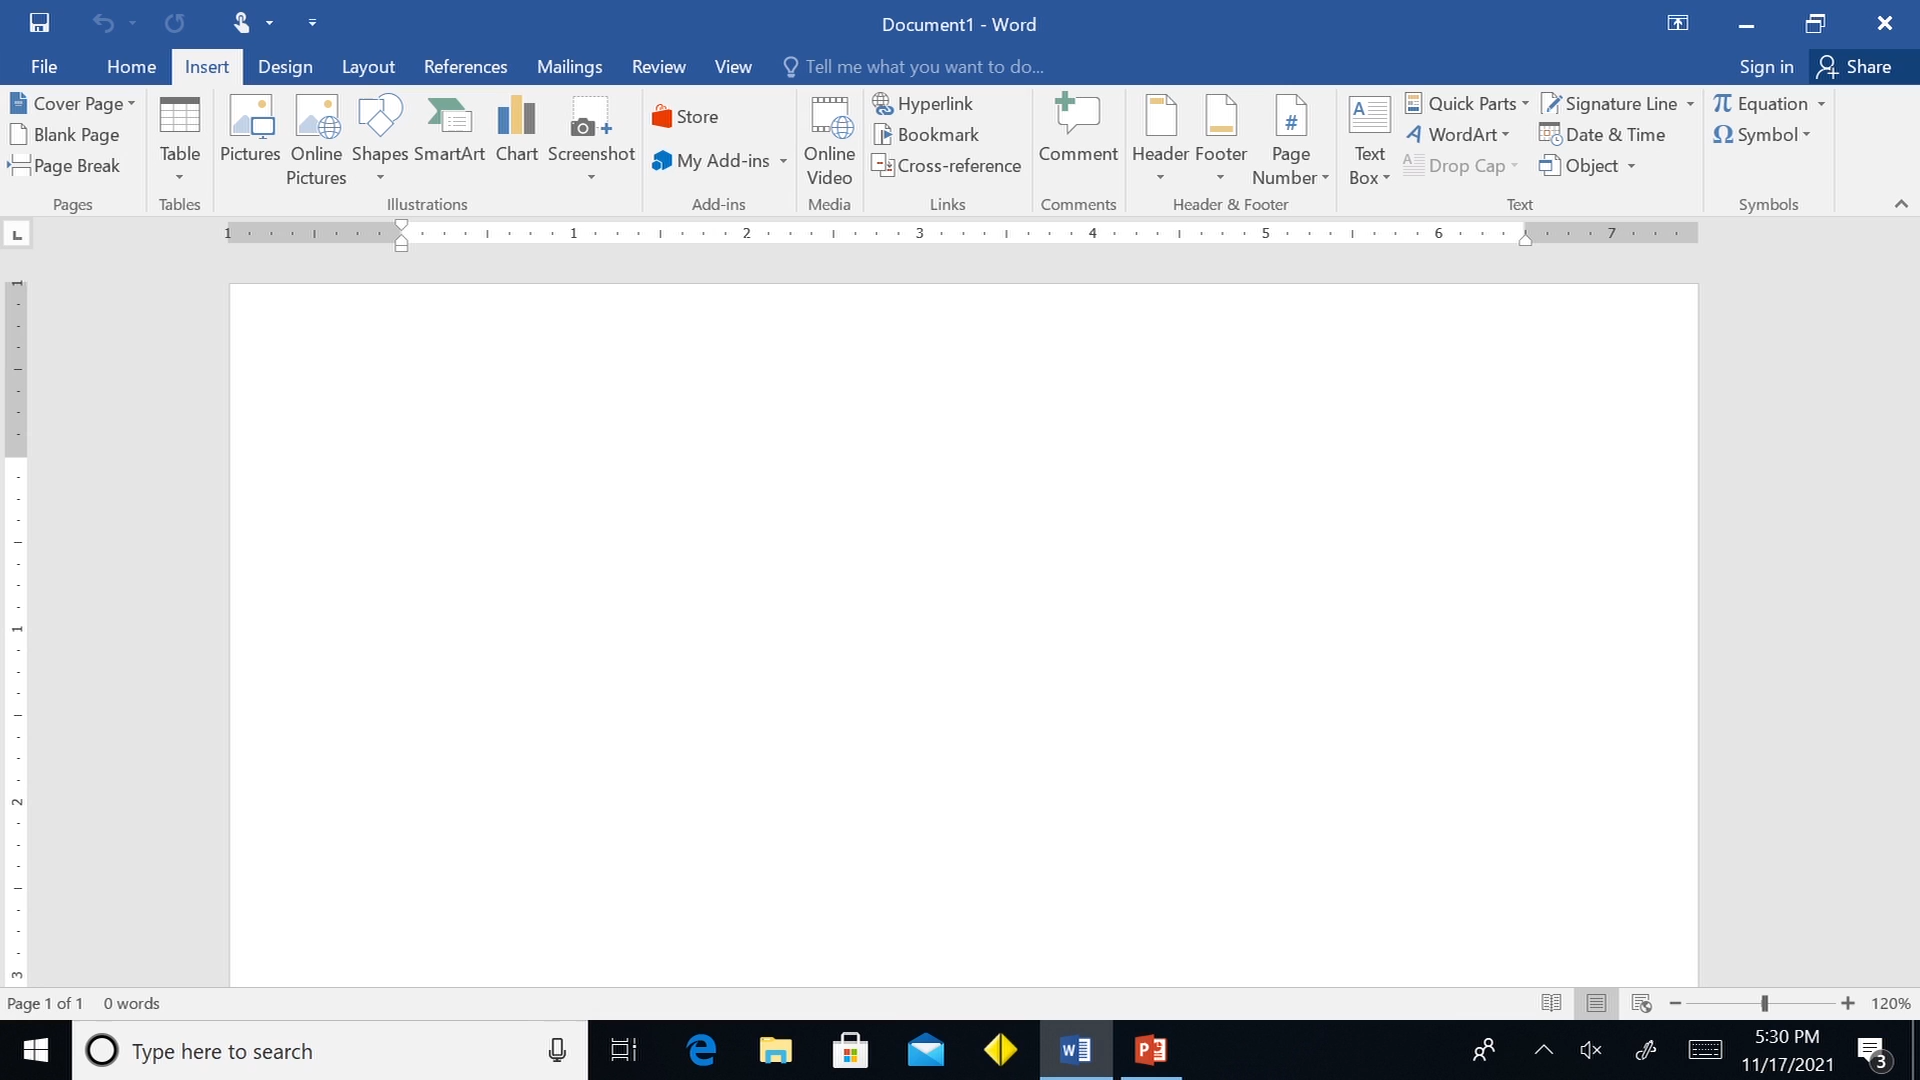 Document1 - Word
File Home Insert Design Layout References Mailings Review View Tell me what you want to do... Sign in Share
Cover Page
Blank Page
Page Break
Pages
Table
Tables
Pictures
Online Pictures
Shapes
SmartArt
Chart
Screenshot
Illustrations
Store
My Add-ins
Add-ins
Online Video
Media
Hyperlink
Bookmark
Cross-reference
Links
Comment
Comments
Header
Footer
Page Number
Header & Footer
Text Box
Quick Parts
WordArt
Drop Cap
Signature Line
Date & Time
Object
Text
Equation
Symbol
Symbols
1 1 2 3 4 5 6 7
1
1
2
3
Page 1 of 1 0 words 120%
Type here to search
5:30 PM
11/17/2021
3